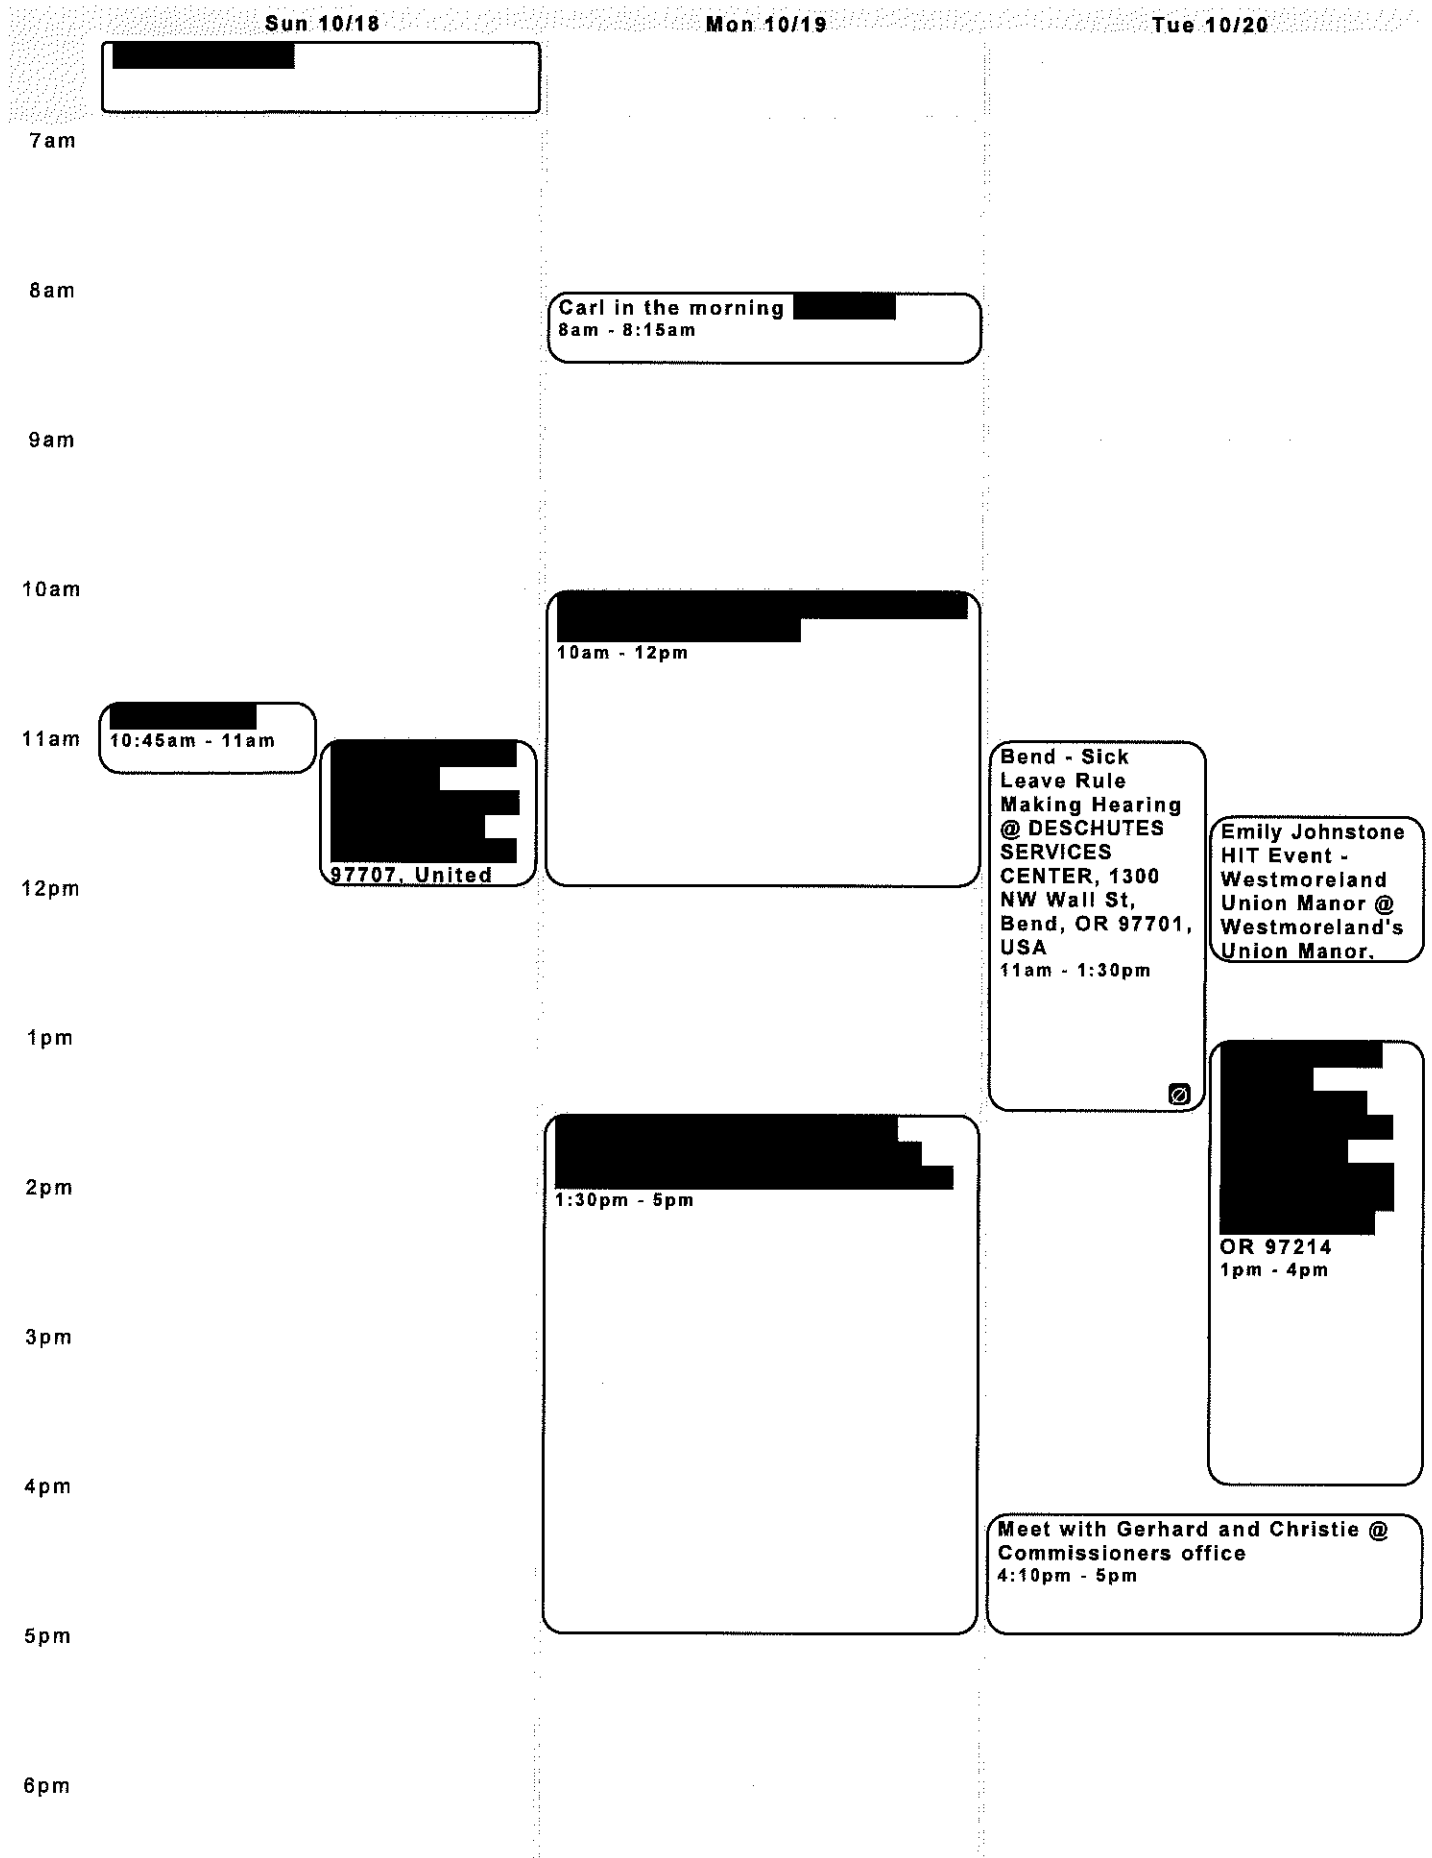 Sun 10/18
Mon 10/19
Tue 10/20
7am
8am
Carl in the morning
8am - 8:15am
9am
10am
10am - 12pm
10:45am - 11am
11am
97707, United
Bend - Sick
Leave Rule
Making Hearing
@ DESCHUTES
SERVICES
CENTER, 1300
NW Wall St,
Bend, OR 97701,
USA
11am - 1:30pm
Emily Johnstone
HIT Event -
Westmoreland
Union Manor @
Westmoreland's
Union Manor,
12pm
1pm
OR 97214
1pm - 4pm
1:30pm - 5pm
2pm
3pm
4pm
Meet with Gerhard and Christie @
Commissioners office
4:10pm - 5pm
5pm
6pm